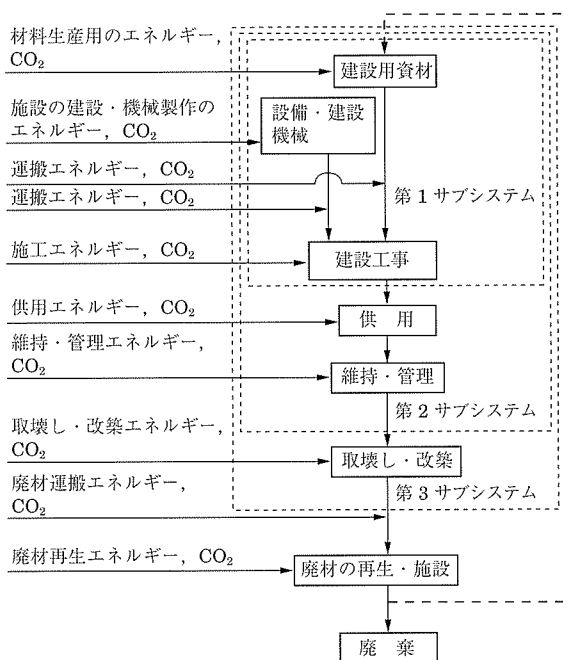 材料生産用のエネルギー，
CO₂
建設用資材
施設の建設・機械製作の
エネルギー，CO₂
設備・建設
機械
運搬エネルギー，CO₂
運搬エネルギー，CO₂
第1サブシステム
施工エネルギー，CO₂
建設工事
供用エネルギー，CO₂
供　用
維持・管理エネルギー，
CO₂
維持・管理
第2サブシステム
取壊し・改築エネルギー，
CO₂
取壊し・改築
廃材運搬エネルギー，
CO₂
第3サブシステム
廃材再生エネルギー，CO₂
廃材の再生・施設
廃　棄